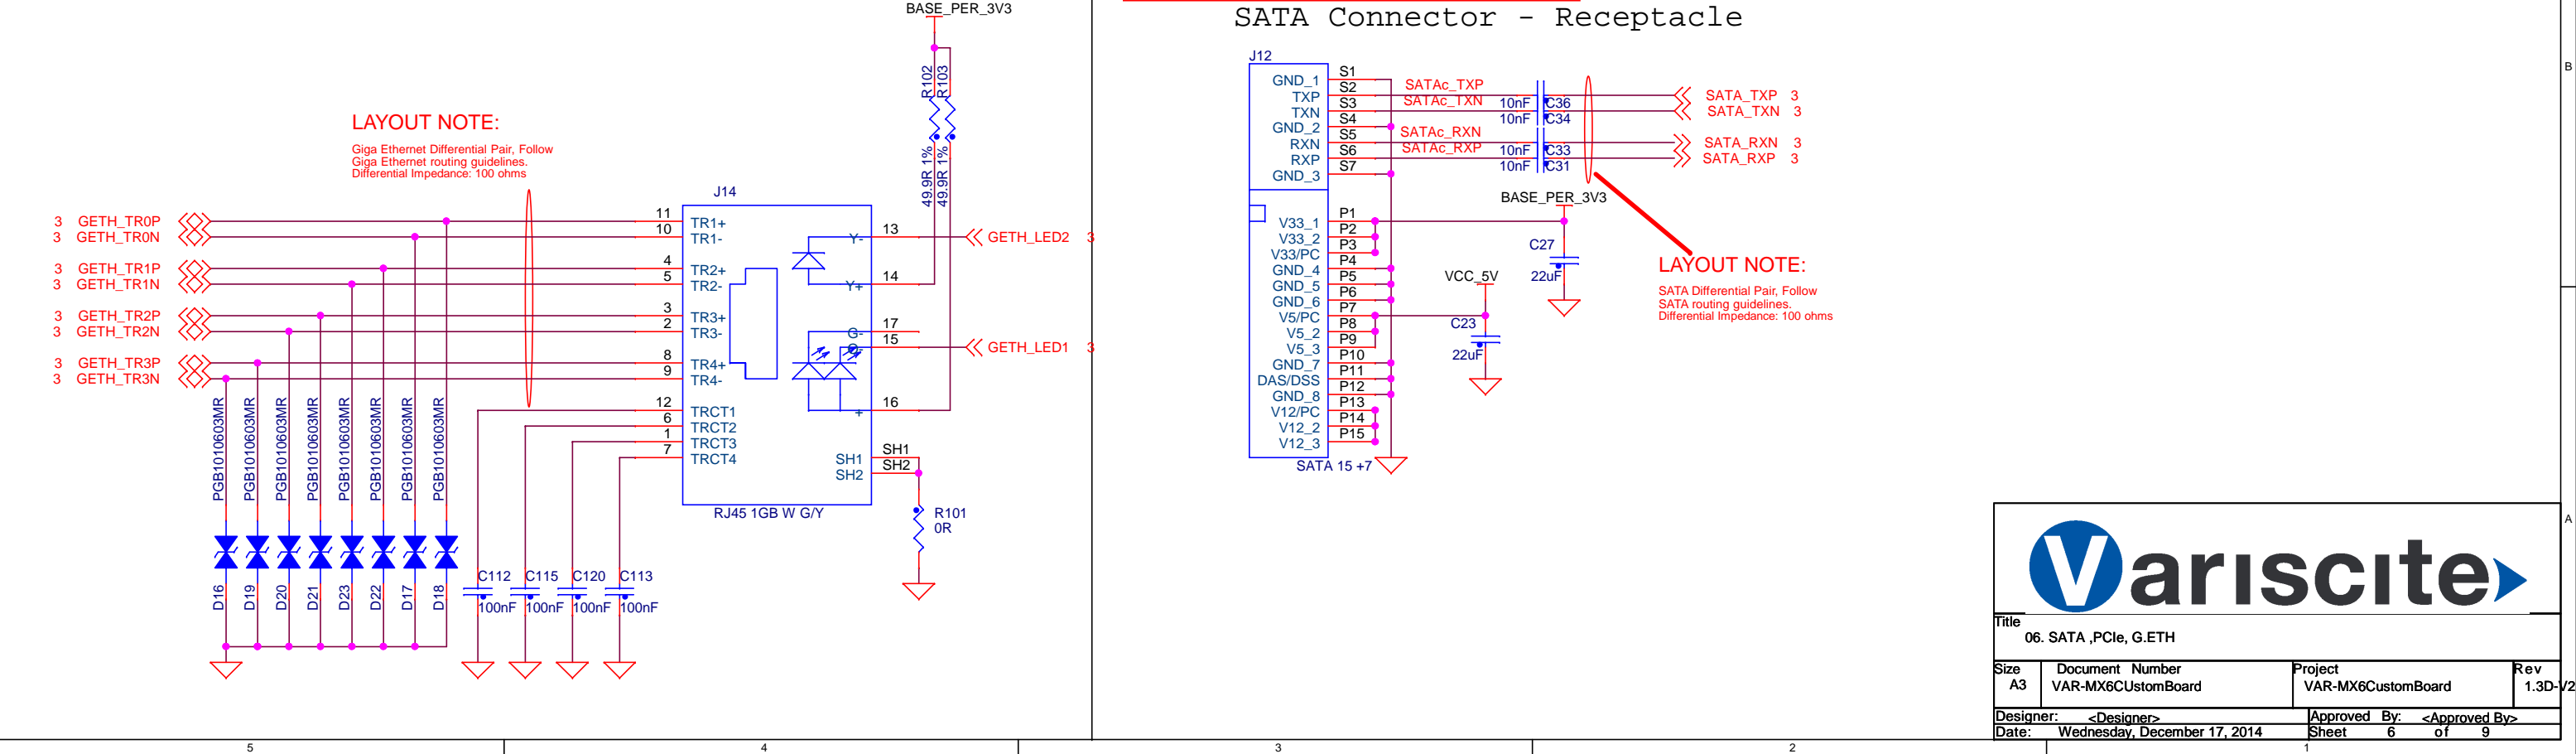 BASE_PER_3V3
R102
R103
49.9R 1%
49.9R 1%
LAYOUT NOTE:
Giga Ethernet Differential Pair, Follow
Giga Ethernet routing guidelines.
Differential Impedance: 100 ohms
J14
3 GETH_TR0P
3 GETH_TR0N
3 GETH_TR1P
3 GETH_TR1N
3 GETH_TR2P
3 GETH_TR2N
3 GETH_TR3P
3 GETH_TR3N
11 TR1+
10 TR1-
4 TR2+
5 TR2-
3 TR3+
2 TR3-
8 TR4+
9 TR4-
12 TRCT1
6 TRCT2
1 TRCT3
7 TRCT4
Y- 13
Y+ 14
G- 17
15
+ 16
SH1 SH1
SH2 SH2
GETH_LED2 3
GETH_LED1 3
RJ45 1GB W G/Y
R101
0R
PGB1010603MR
PGB1010603MR
PGB1010603MR
PGB1010603MR
PGB1010603MR
PGB1010603MR
PGB1010603MR
PGB1010603MR
D16
D19
D20
D21
D23
D22
D17
D18
C112
100nF
C115
100nF
C120
100nF
C113
100nF
SATA Connector - Receptacle
J12
GND_1 S1
TXP S2
TXN S3
GND_2 S4
RXN S5
RXP S6
GND_3 S7
V33_1 P1
V33_2 P2
V33/PC P3
GND_4 P4
GND_5 P5
GND_6 P6
V5/PC P7
V5_2 P8
V5_3 P9
GND_7 P10
DAS/DSS P11
GND_8 P12
V12/PC P13
V12_2 P14
V12_3 P15
SATA 15 +7
SATAc_TXP
SATAc_TXN
SATAc_RXN
SATAc_RXP
10nF C36
10nF C34
10nF C33
10nF C31
SATA_TXP 3
SATA_TXN 3
SATA_RXN 3
SATA_RXP 3
BASE_PER_3V3
C27
22uF
VCC_5V
C23
22uF
LAYOUT NOTE:
SATA Differential Pair, Follow
SATA routing guidelines.
Differential Impedance: 100 ohms
B
A
Variscite
Title
06. SATA ,PCIe, G.ETH
Size
A3
Document Number
VAR-MX6CUstomBoard
Project
VAR-MX6CustomBoard
Rev
1.3D-V2
Designer: <Designer>
Approved By: <Approved By>
Date: Wednesday, December 17, 2014
Sheet 6 of 9
5 4 3 2 1